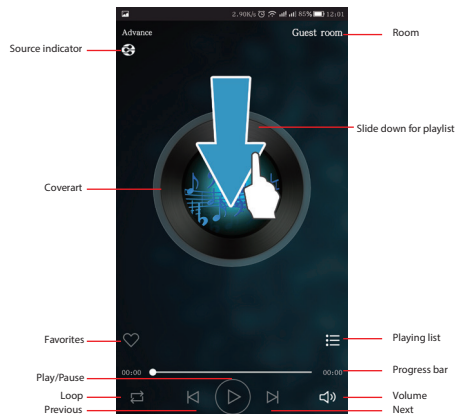 2.90K/s 85% 12:01
Advance
Guest room
Room
Source indicator
Slide down for playlist
Coverart
Favorites
Playing list
Progress bar
00:00
00:00
Play/Pause
Loop
Volume
Previous
Next